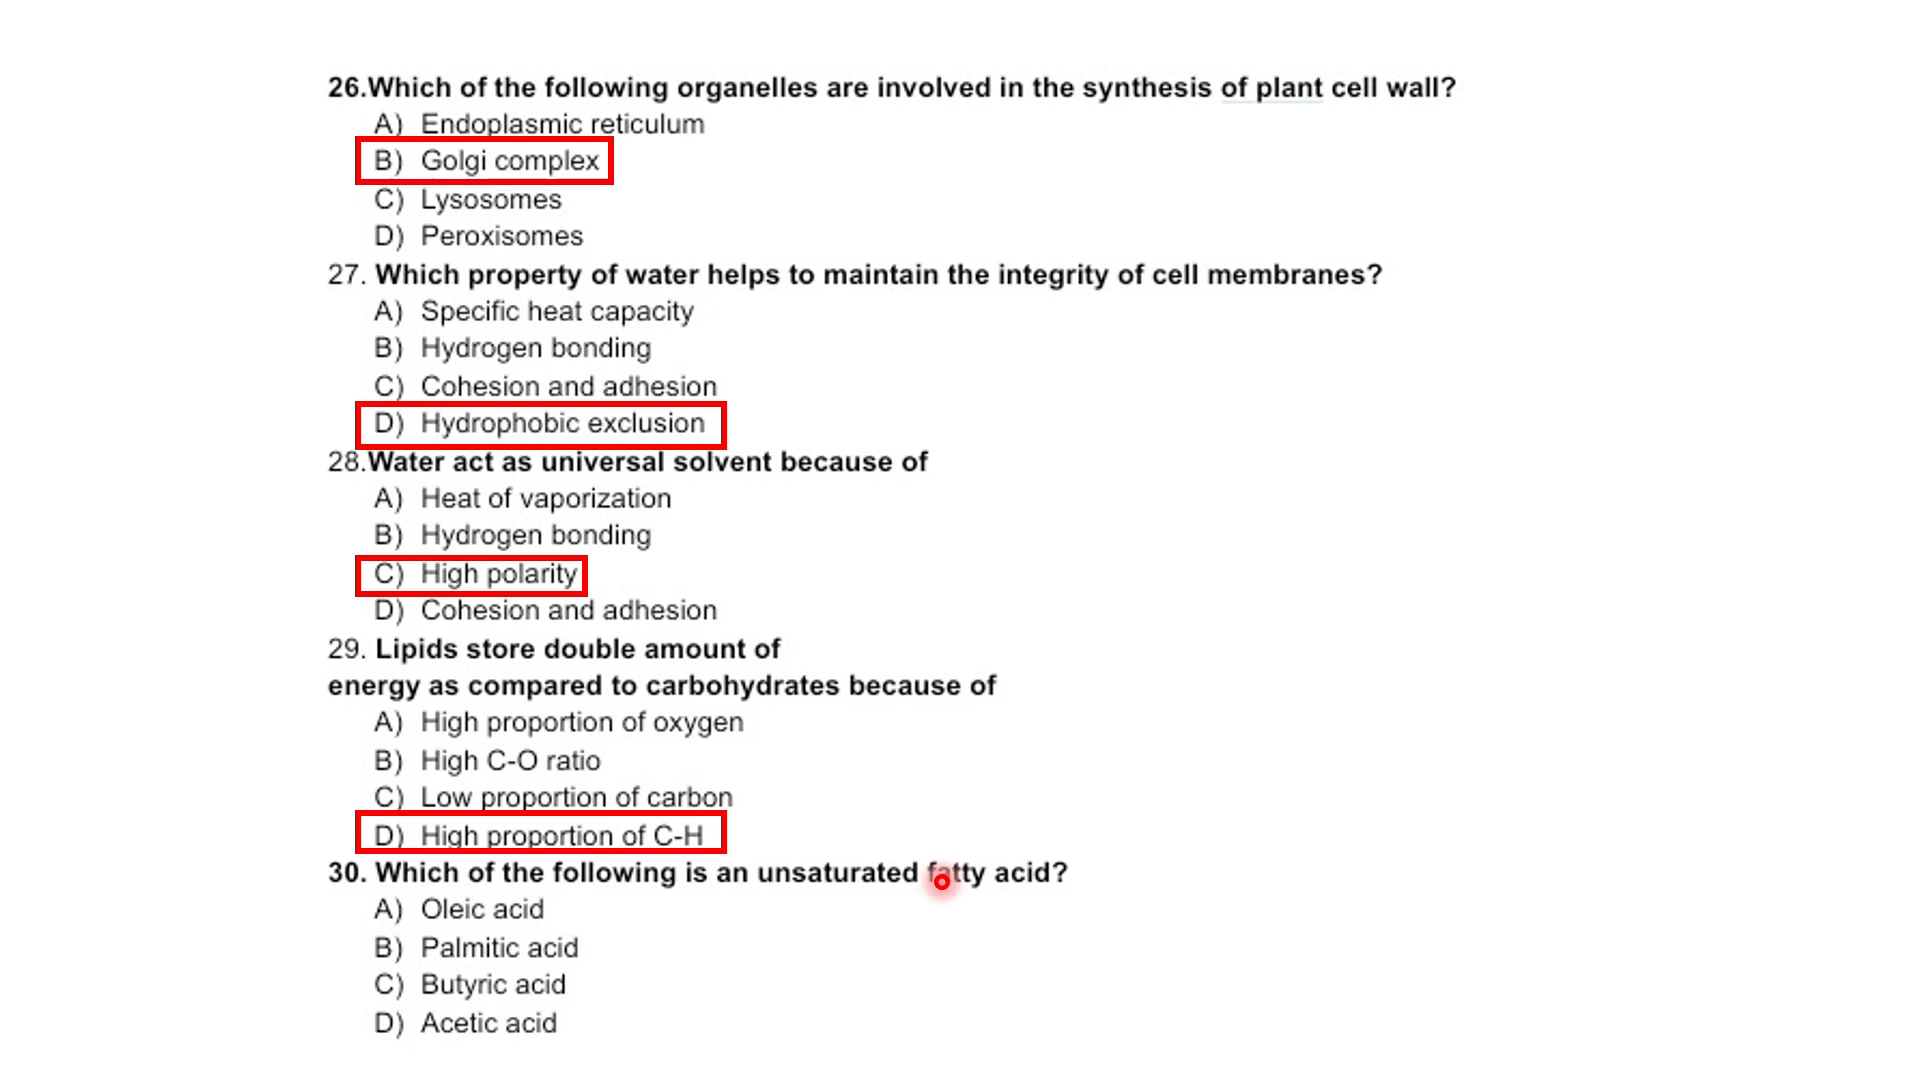 26.Which of the following organelles are involved in the synthesis of plant cell wall?
A) Endoplasmic reticulum
B) Golgi complex
C) Lysosomes
D) Peroxisomes
27. Which property of water helps to maintain the integrity of cell membranes?
A) Specific heat capacity
B) Hydrogen bonding
C) Cohesion and adhesion
D) Hydrophobic exclusion
28.Water act as universal solvent because of
A) Heat of vaporization
B) Hydrogen bonding
C) High polarity
D) Cohesion and adhesion
29. Lipids store double amount of
energy as compared to carbohydrates because of
A) High proportion of oxygen
B) High C-O ratio
C) Low proportion of carbon
D) High proportion of C-H
30. Which of the following is an unsaturated fatty acid?
A) Oleic acid
B) Palmitic acid
C) Butyric acid
D) Acetic acid